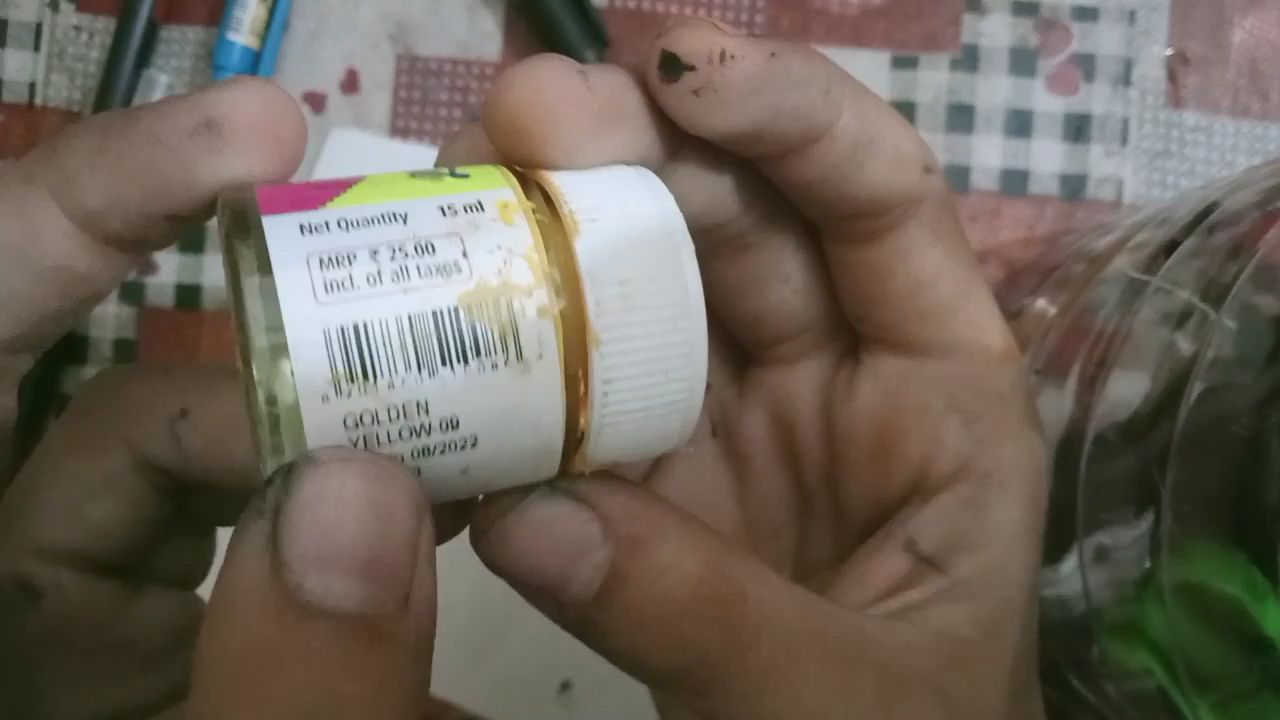 Net Quantity 15 ml
MRP ₹ 25.00
incl. of all taxes
GOLDEN
YELLOW 09
08/2022